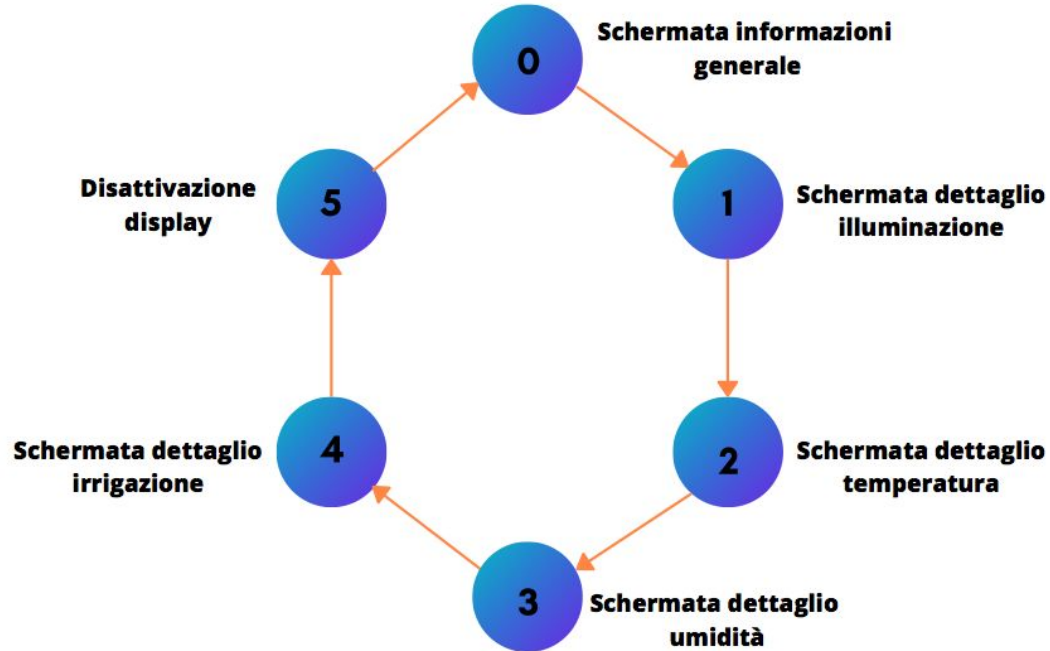 0
Schermata informazioni
generale
1
Schermata dettaglio
illuminazione
2
Schermata dettaglio
temperatura
3
Schermata dettaglio
umidità
4
Schermata dettaglio
irrigazione
5
Disattivazione
display